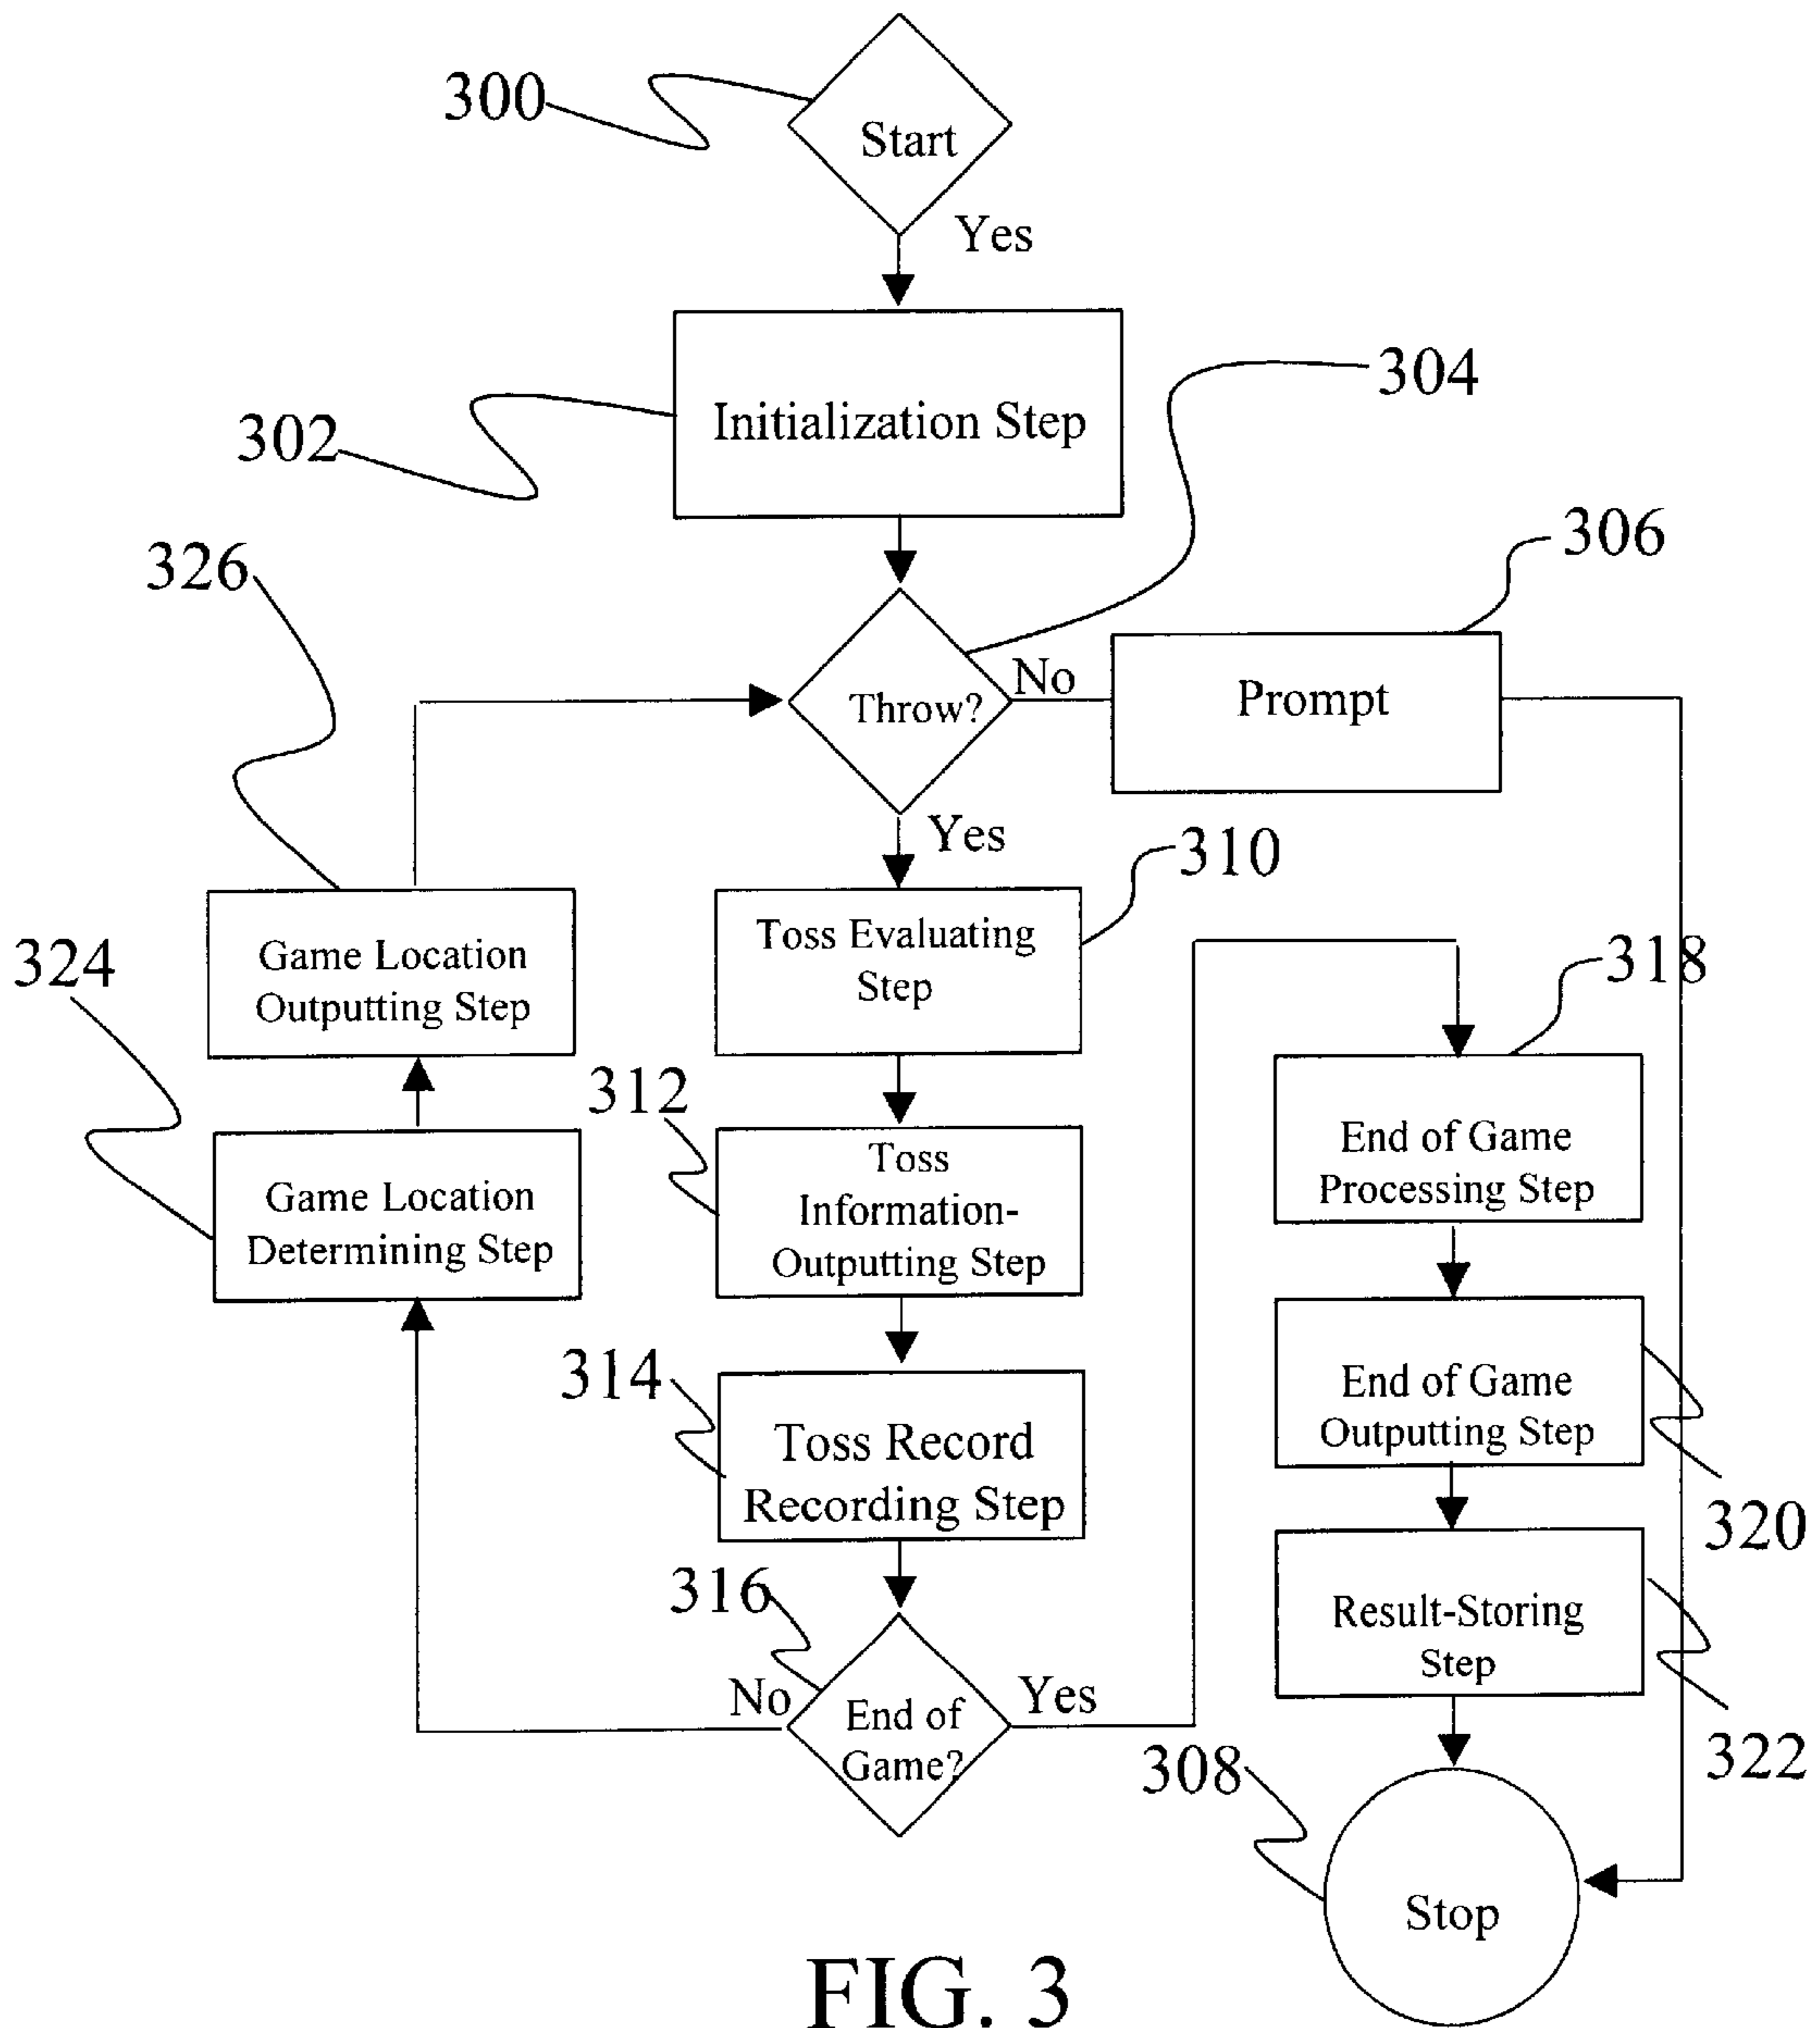 300
Start
Yes
304
302
Initialization Step
326
306
Throw?
No
Prompt
Yes
310
324
Game Location
Outputting Step
Toss Evaluating
Step
318
312
Game Location
Determining Step
Toss
Information-
Outputting Step
End of Game
Processing Step
314
Toss Record
Recording Step
End of Game
Outputting Step
320
316
No
End of
Game?
Yes
Result-Storing
Step
322
308
Stop
FIG. 3